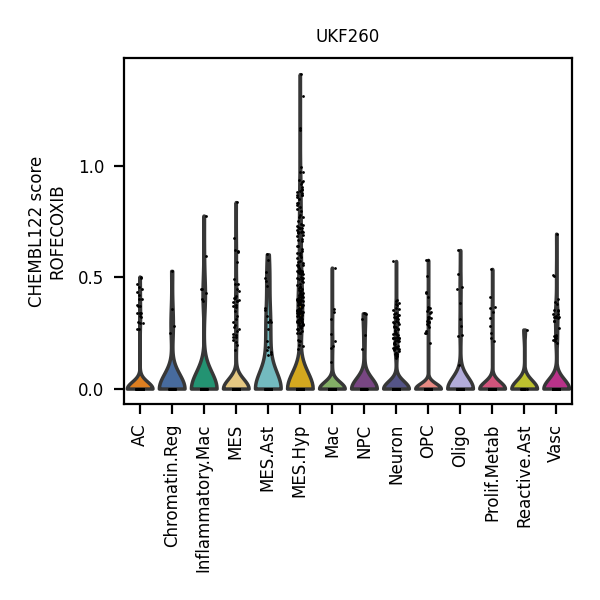 UKF260
CHEMBL122 score
ROFECOXIB
1.0
0.5
0.0
AC
Chromatin.Reg
Inflammatory.Mac
MES
MES.Ast
MES.Hyp
Mac
NPC
Neuron
OPC
Oligo
Prolif.Metab
Reactive.Ast
Vasc